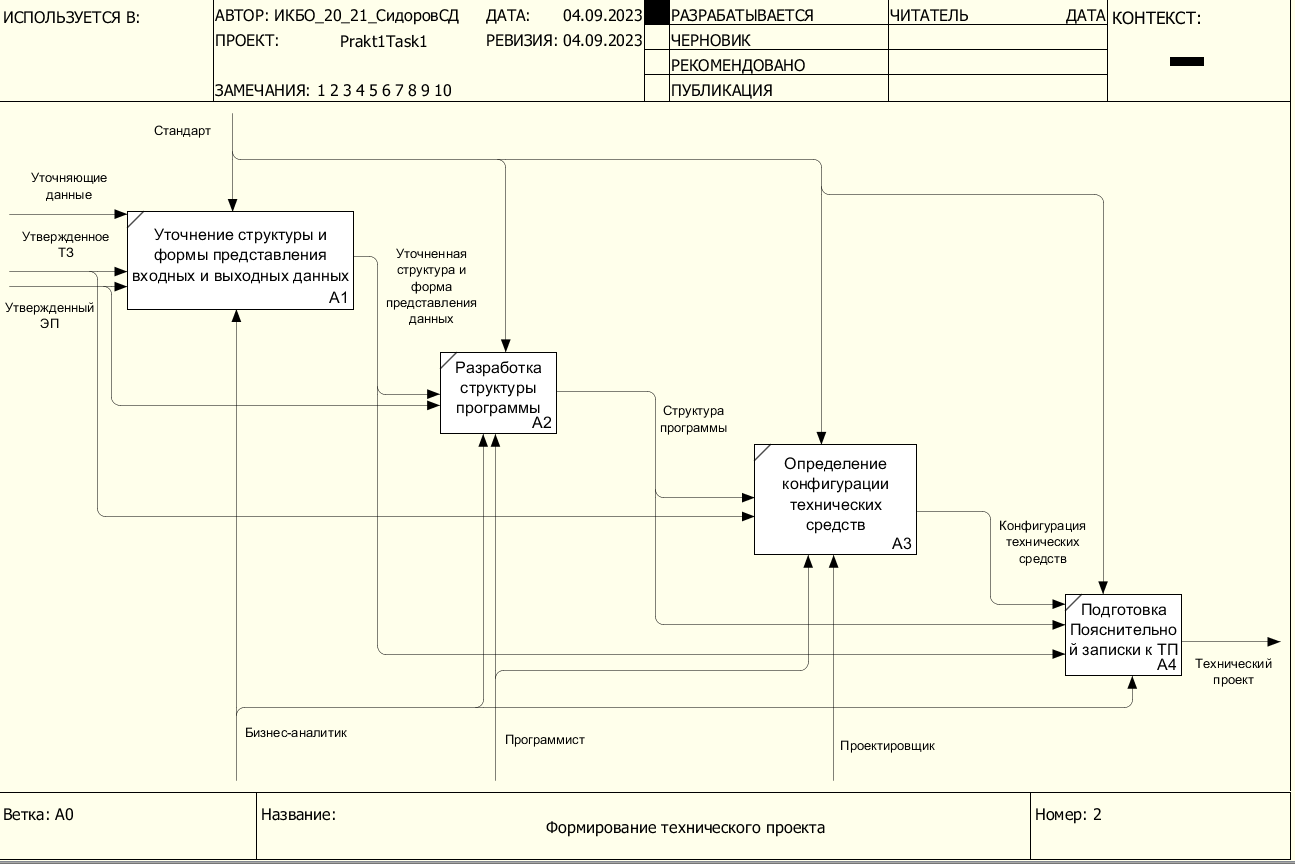 ИСПОЛЬЗУЕТСЯ В:
АВТОР: ИКБО_20_21_СидоровСД
ДАТА: 04.09.2023
ПРОЕКТ: Prakt1Task1
РЕВИЗИЯ: 04.09.2023
ЗАМЕЧАНИЯ: 1 2 3 4 5 6 7 8 9 10
РАЗРАБАТЫВАЕТСЯ
ЧЕРНОВИК
РЕКОМЕНДОВАНО
ПУБЛИКАЦИЯ
ЧИТАТЕЛЬ
ДАТА
КОНТЕКСТ:
Стандарт
Уточняющие
данные
Утвержденное
ТЗ
Утвержденный
ЭП
Уточнение структуры и
формы представления
входных и выходных данных
A1
Уточненная
структура и
форма
представления
данных
Разработка
структуры
программы
A2
Структура
программы
Определение
конфигурации
технических
средств
A3
Конфигурация
технических
средств
Подготовка
Пояснительно
й записки к ТП
A4
Технический
проект
Бизнес-аналитик
Программист
Проектировщик
Ветка: A0
Название:
Формирование технического проекта
Номер: 2